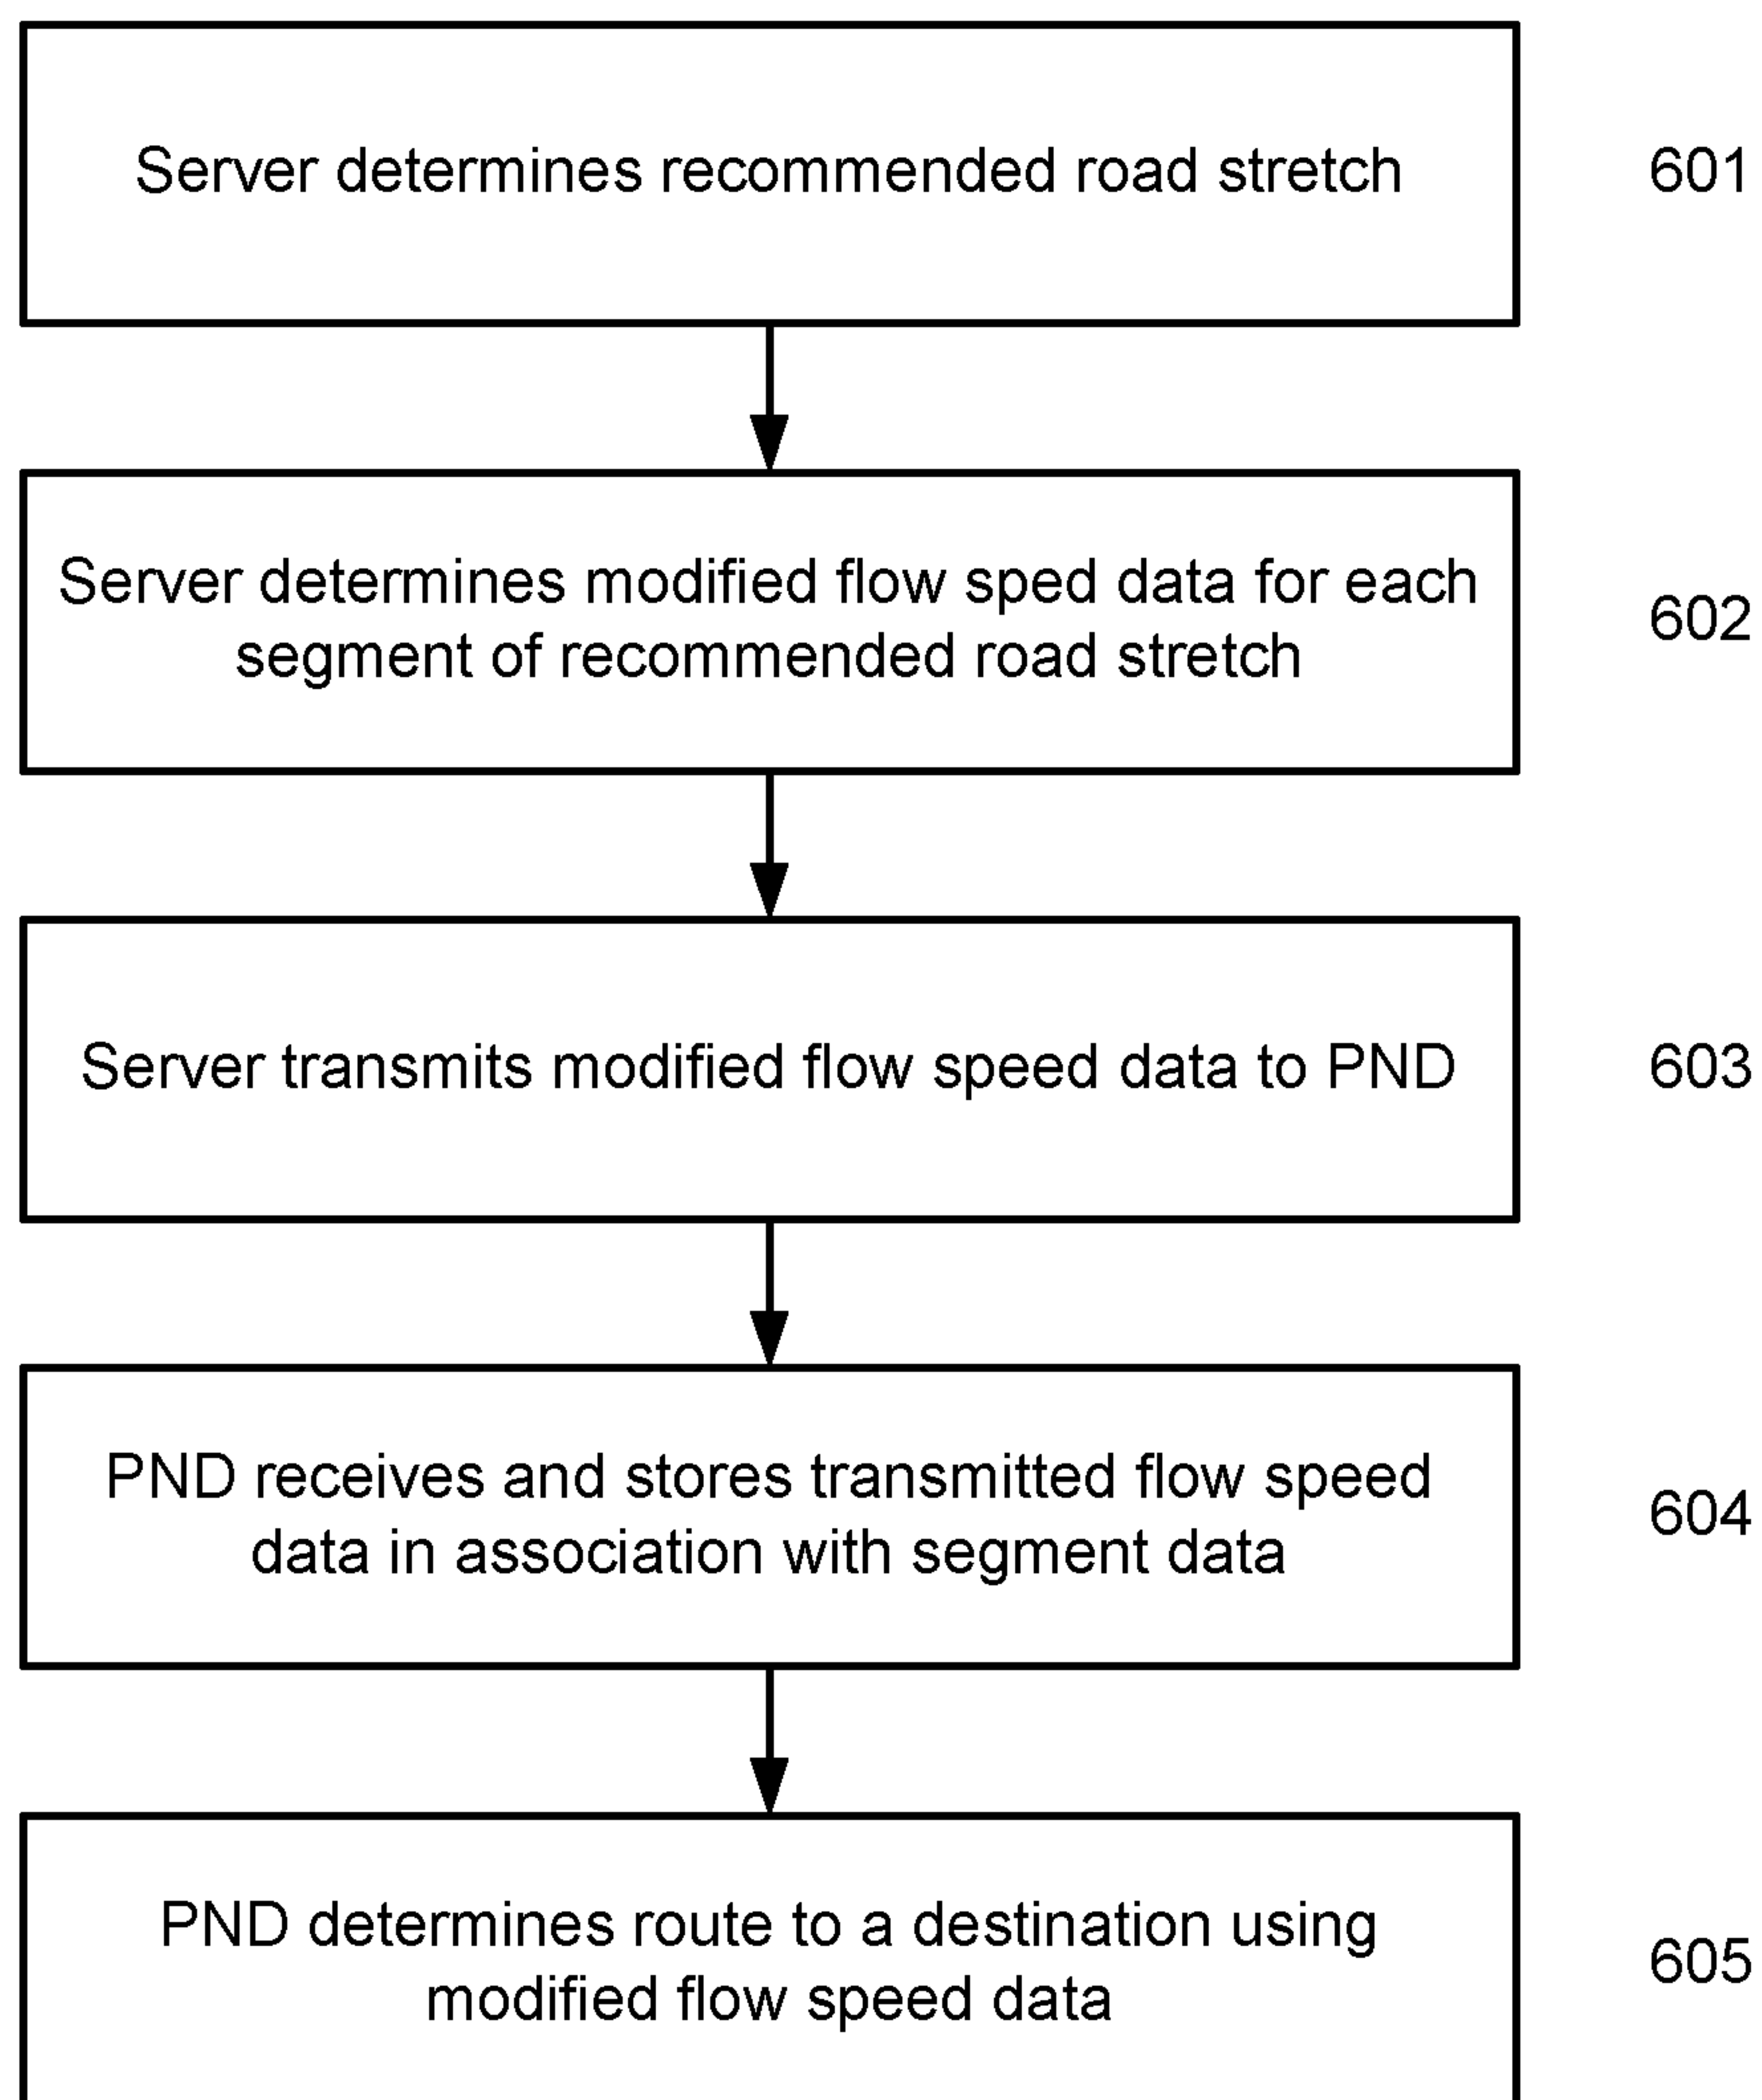 Server determines recommended road stretch
601
Server determines modified flow sped data for each
segment of recommended road stretch
602
Server transmits modified flow speed data to PND
603
PND receives and stores transmitted flow speed
data in association with segment data
604
PND determines route to a destination using
modified flow speed data
605